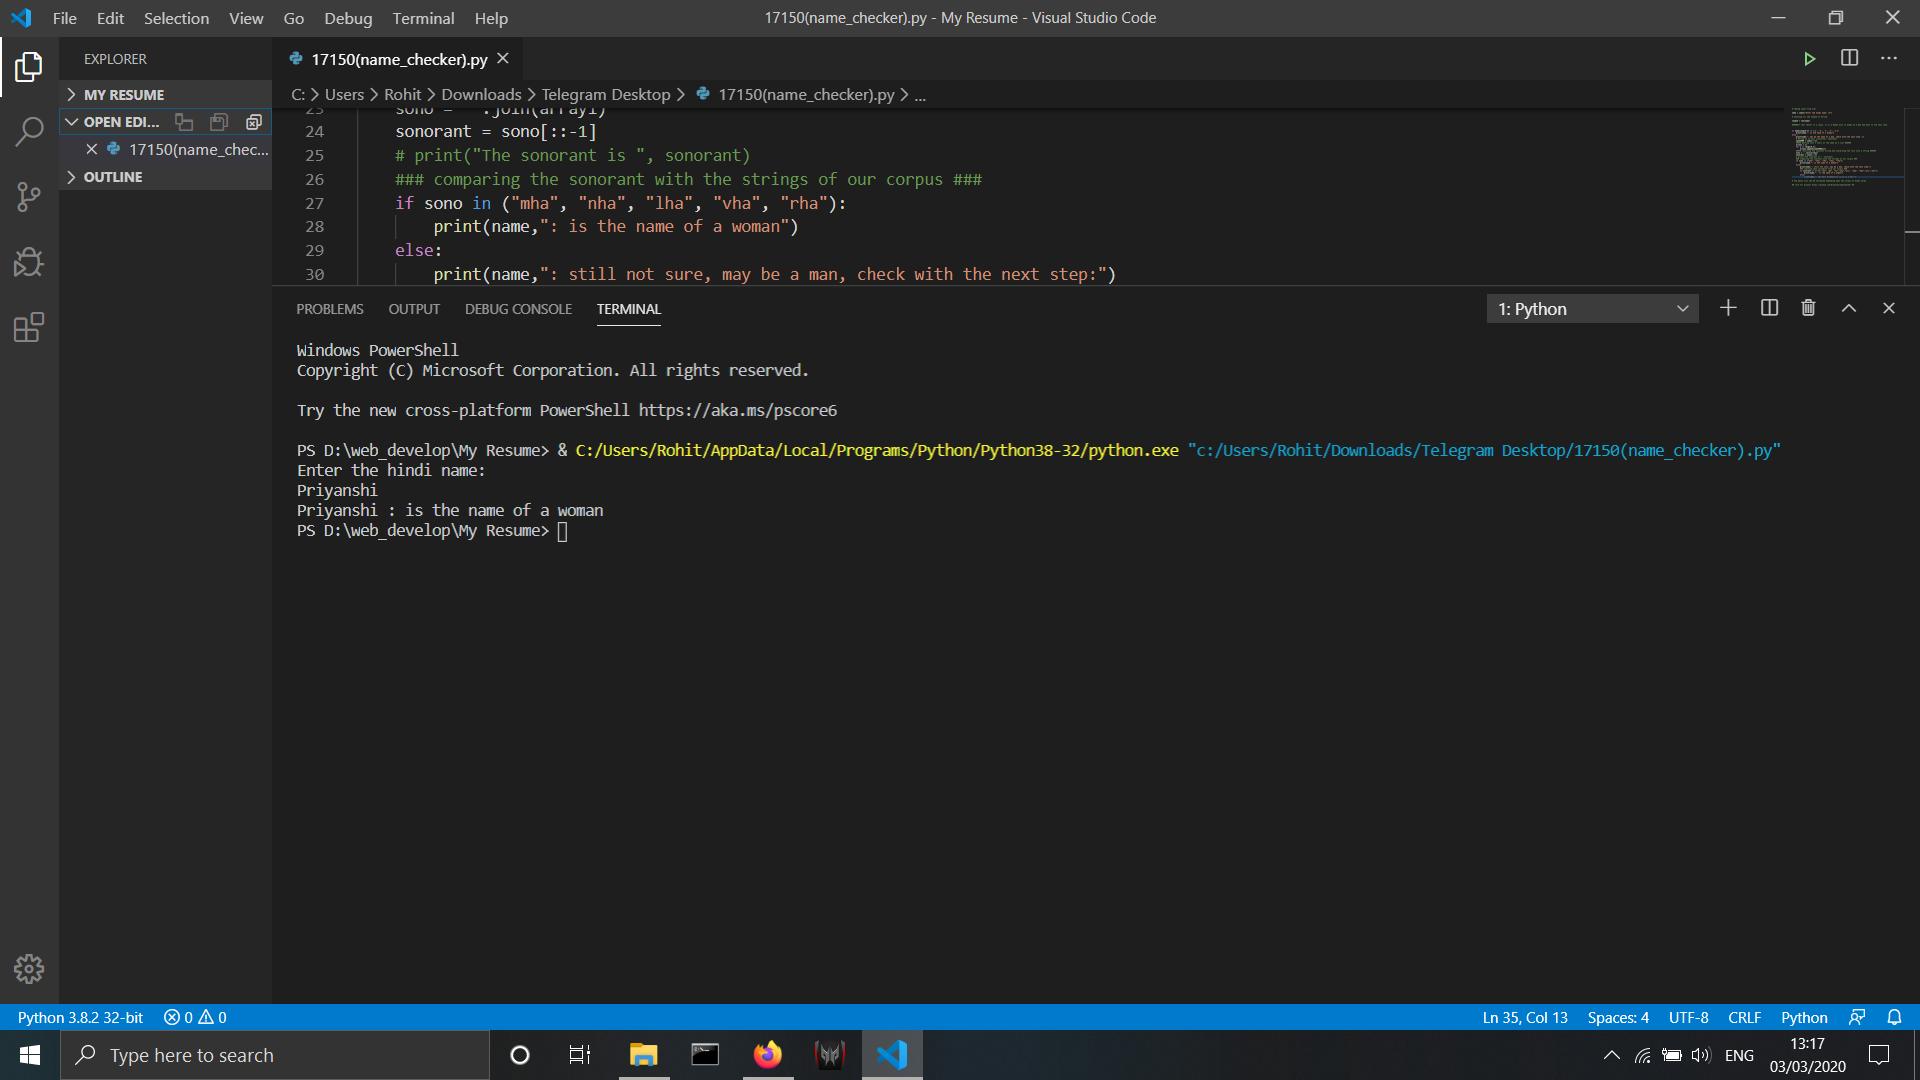 File Edit Selection View Go Debug Terminal Help
17150(name_checker).py - My Resume - Visual Studio Code
EXPLORER
MY RESUME
OPEN EDI...
17150(name_chec...
OUTLINE
17150(name_checker).py
C: > Users > Rohit > Downloads > Telegram Desktop > 17150(name_checker).py > ...
23 sono = .join(array1)
24 sonorant = sono[::-1]
25 # print("The sonorant is ", sonorant)
26 ### comparing the sonorant with the strings of our corpus ###
27 if sono in ("mha", "nha", "lha", "vha", "rha"):
28 print(name,": is the name of a woman")
29 else:
30 print(name,": still not sure, may be a man, check with the next step:")
PROBLEMS OUTPUT DEBUG CONSOLE TERMINAL
1: Python
Windows PowerShell
Copyright (C) Microsoft Corporation. All rights reserved.
Try the new cross-platform PowerShell https://aka.ms/pscore6
PS D:\web_develop\My Resume> & C:/Users/Rohit/AppData/Local/Programs/Python/Python38-32/python.exe "c:/Users/Rohit/Downloads/Telegram Desktop/17150(name_checker).py"
Enter the hindi name:
Priyanshi
Priyanshi : is the name of a woman
PS D:\web_develop\My Resume>
Python 3.8.2 32-bit 0 0
Ln 35, Col 13 Spaces: 4 UTF-8 CRLF Python
Type here to search
ENG
13:17
03/03/2020